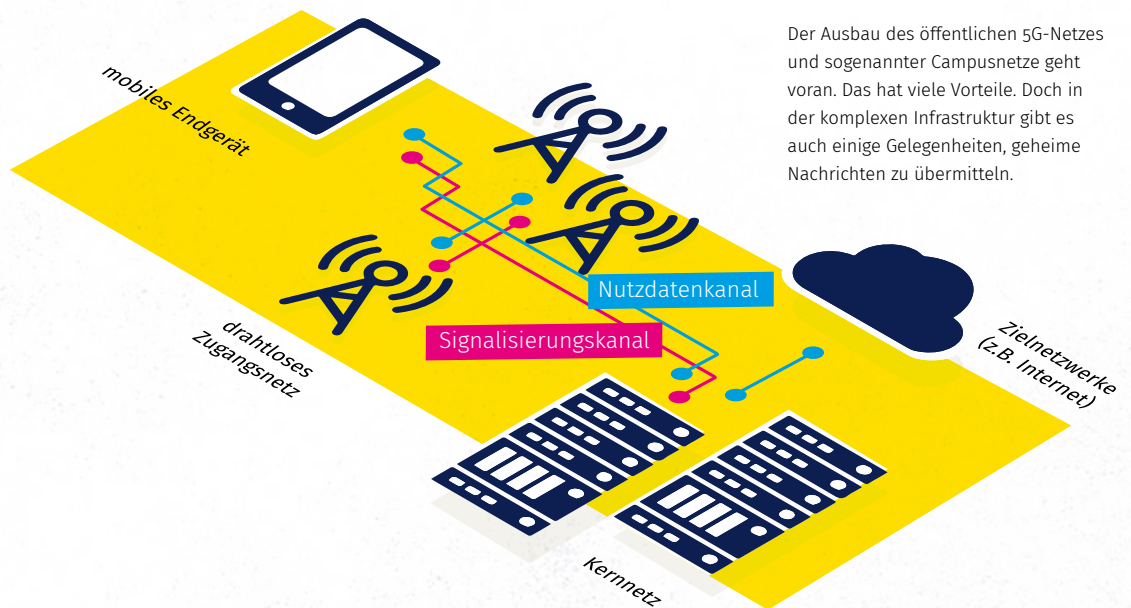 Der Ausbau des öffentlichen 5G-Netzes
und sogenannter Campusnetze geht
voran. Das hat viele Vorteile. Doch in
der komplexen Infrastruktur gibt es
auch einige Gelegenheiten, geheime
Nachrichten zu übermitteln.
mobiles Endgerät
Nutzdatenkanal
Signalisierungskanal
drahtloses
Zugangsnetz
Zielnetzwerke
(z.B. Internet)
Kernnetz